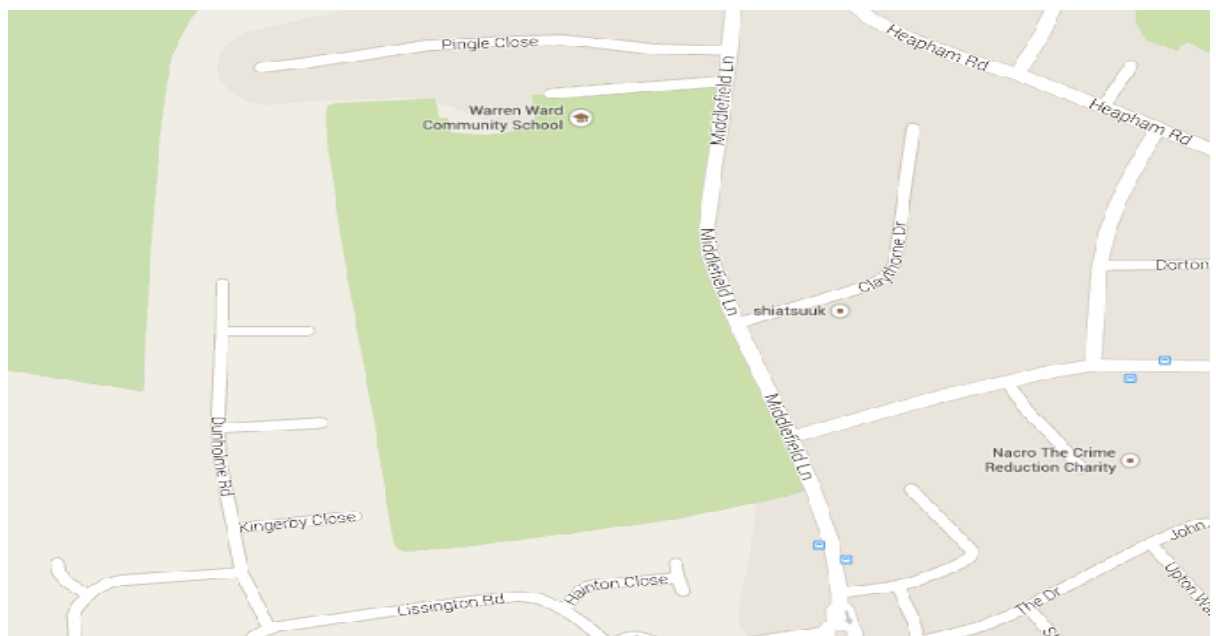 Pingle Close
Heapham Rd
Middlefield Ln
Heapham Rd
Warren Ward
Community School
Middlefield Ln
Claythorne Dr
Dorton
shiatsuuk
Middlefield Ln
Dunholme Rd
Nacro The Crime
Reduction Charity
Kingerby Close
John
Upton Wa
Hainton Close
Lissington Rd
The Dr